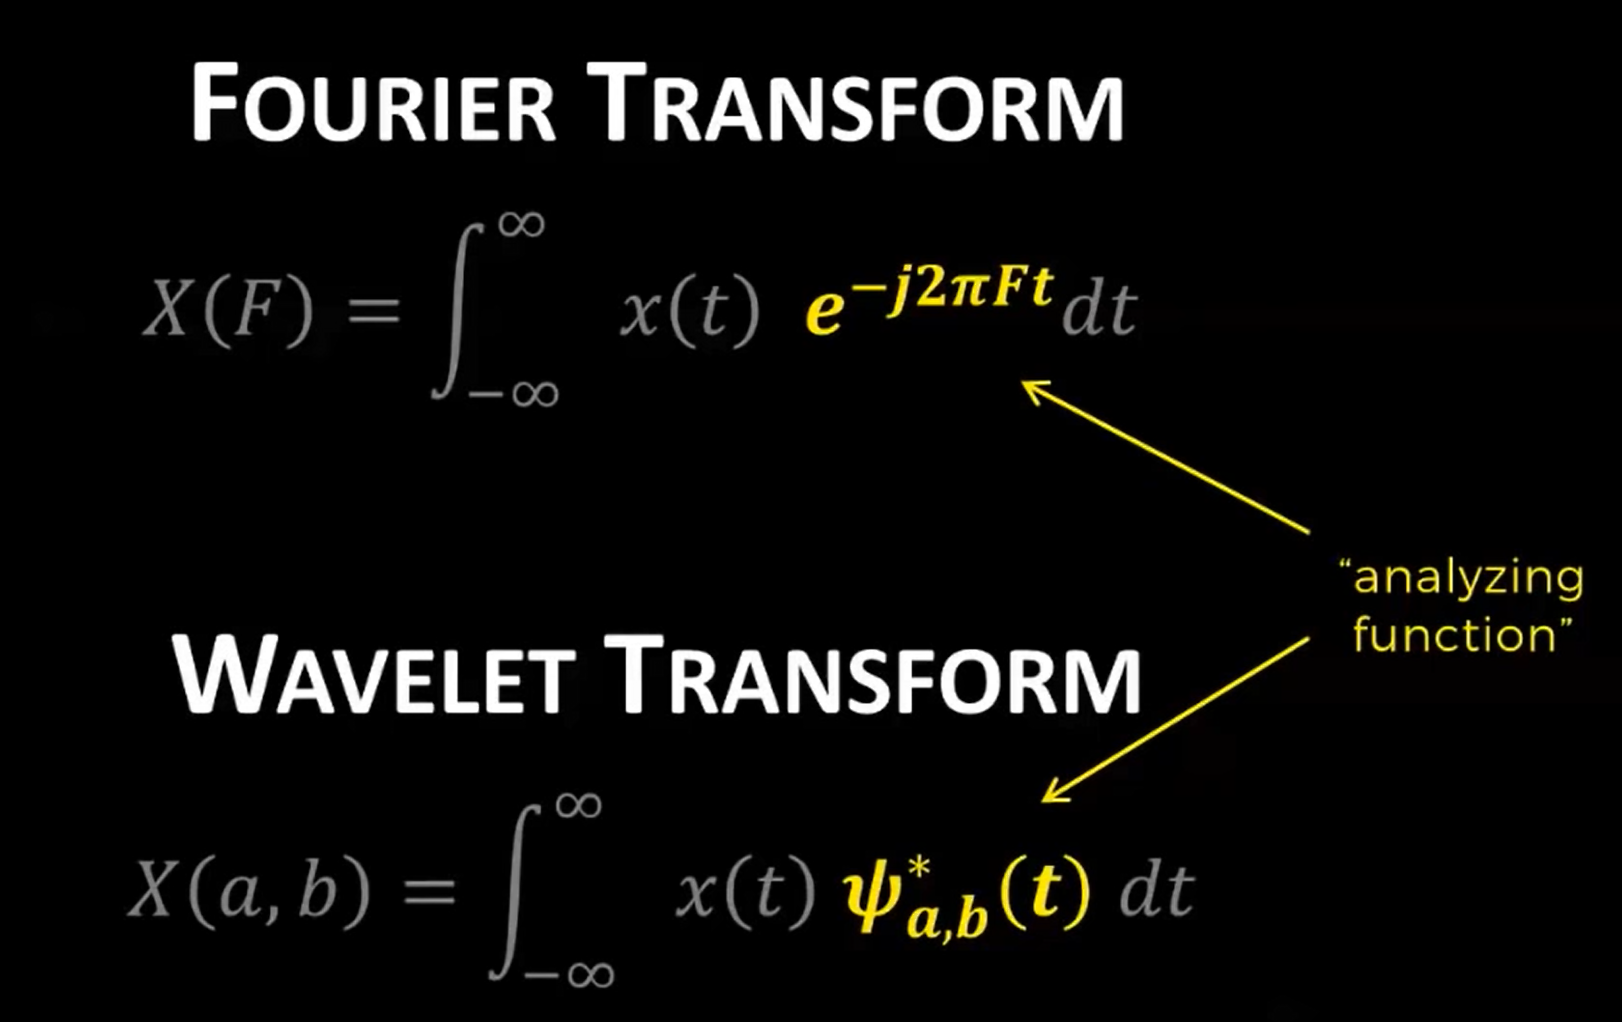 FOURIER TRANSFORM
X(F) = ∫_{-∞}^{∞} x(t) e^{-j2πFt} dt
"analyzing
function"
WAVELET TRANSFORM
X(a, b) = ∫_{-∞}^{∞} x(t) ψ*_{a,b}(t) dt